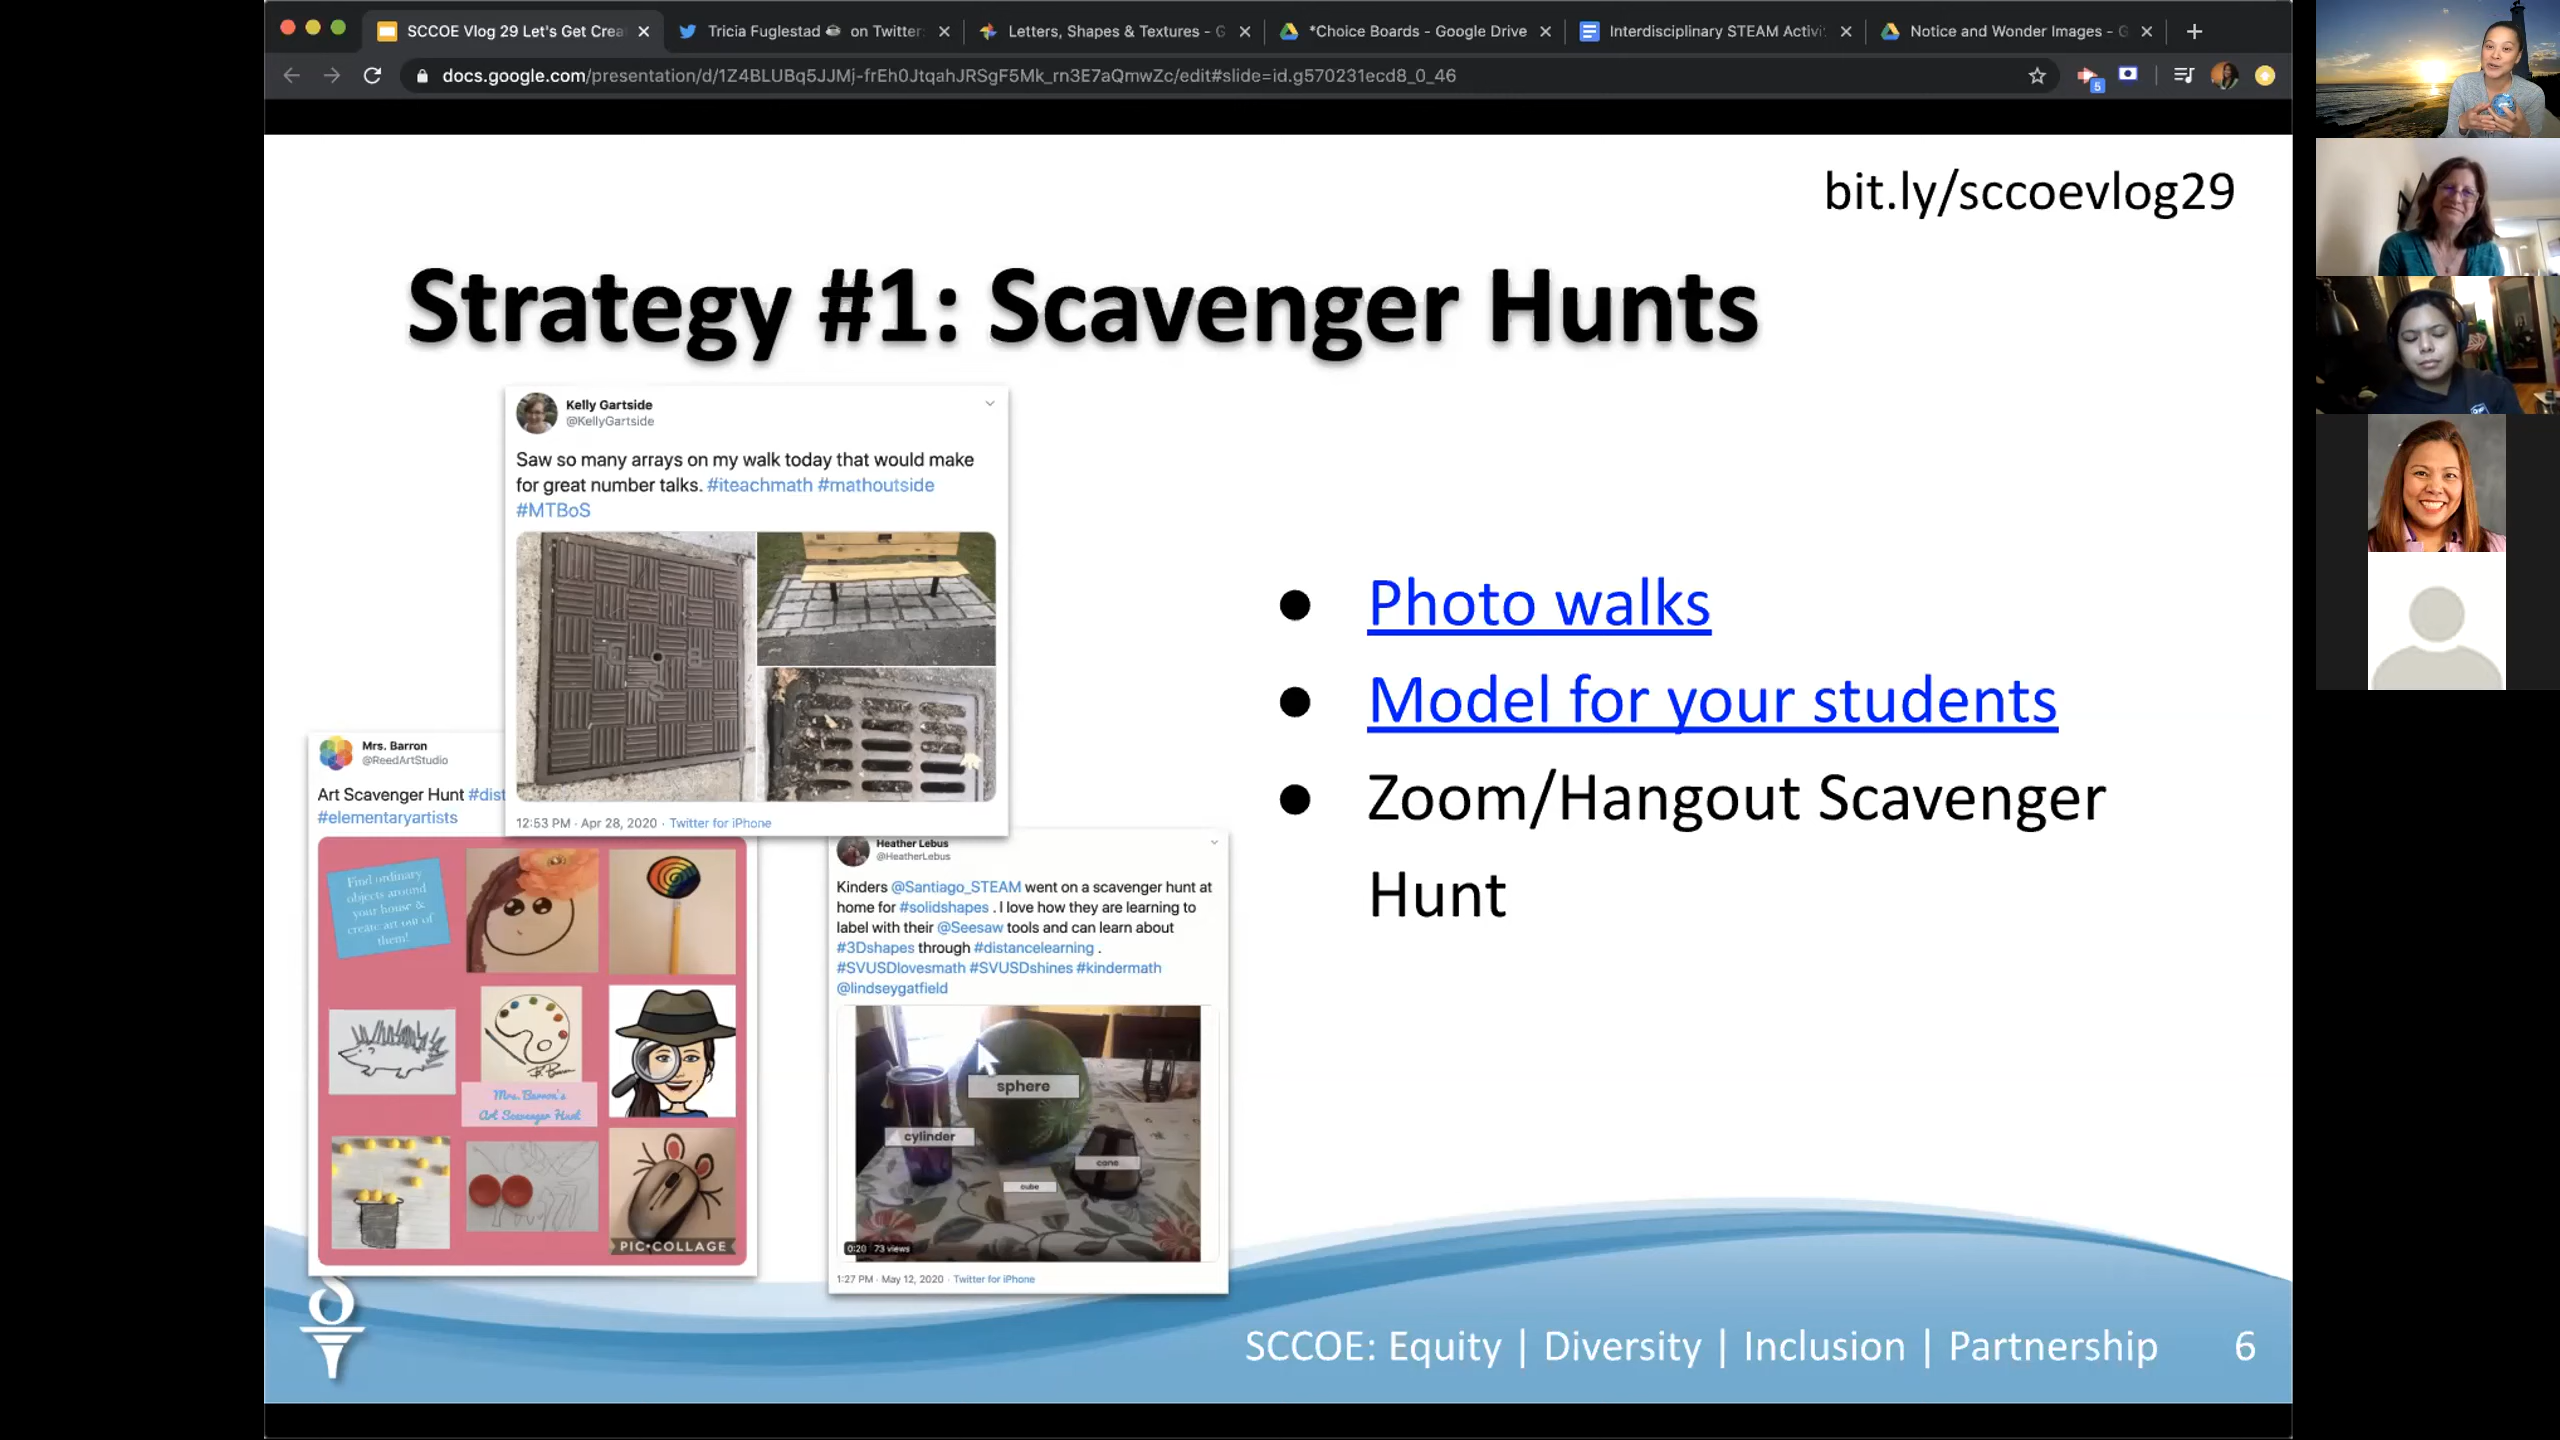 SCCOE Vlog 29 Let's Get Crea
Tricia Fuglestad on Twitter:
Letters, Shapes & Textures - G
*Choice Boards - Google Drive
Interdisciplinary STEAM Activi
Notice and Wonder Images - G
docs.google.com/presentation/d/1Z4BLUBq5JJMj-frEh0JtqahJRSgF5Mk_rn3E7aQmwZc/edit#slide=id.g570231ecd8_0_46
5
bit.ly/sccoevlog29
Strategy #1: Scavenger Hunts
Kelly Gartside
@KellyGartside
Saw so many arrays on my walk today that would make
for great number talks. #iteachmath #mathoutside
#MTBoS
12:53 PM · Apr 28, 2020 · Twitter for iPhone
Mrs. Barron
@ReedArtStudio
Art Scavenger Hunt #dist
#elementaryartists
Find ordinary
objects around
your house &
create art out of
them!
Mrs. Barron's
Art Scavenger Hunt
PIC•COLLAGE
Heather Lebus
@HeatherLebus
Kinders @Santiago_STEAM went on a scavenger hunt at
home for #solidshapes . I love how they are learning to
label with their @Seesaw tools and can learn about
#3Dshapes through #distancelearning .
#SVUSDlovesmath #SVUSDshines #kindermath
@lindseygatfield
sphere
cylinder
cone
cube
0:20 73 views
1:27 PM · May 12, 2020 · Twitter for iPhone
● Photo walks
● Model for your students
● Zoom/Hangout Scavenger
Hunt
SCCOE: Equity | Diversity | Inclusion | Partnership 6